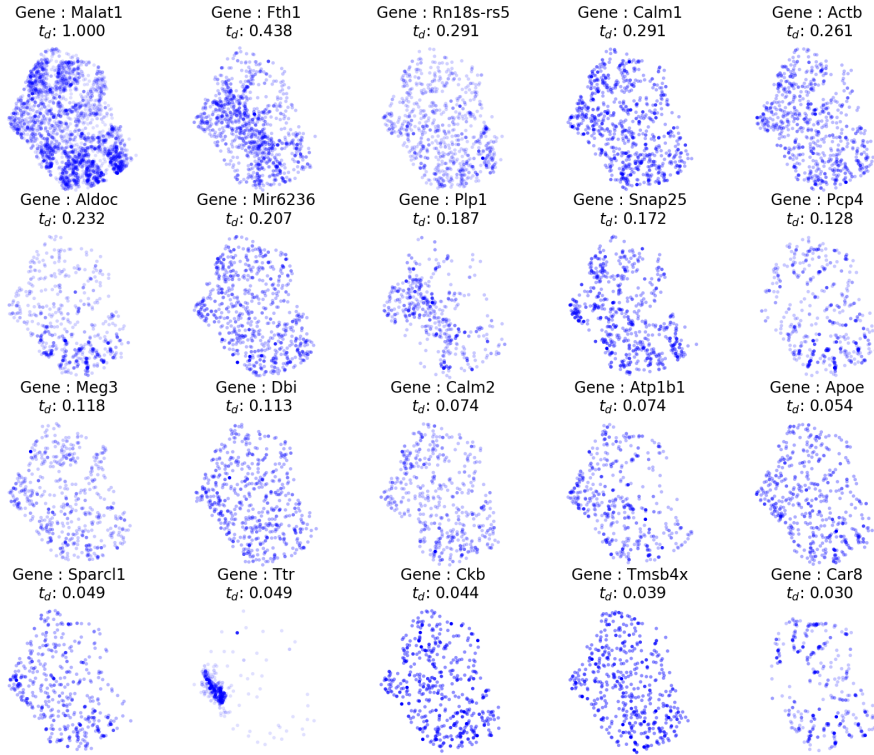 Gene : Malat1
t_d: 1.000
Gene : Fth1
t_d: 0.438
Gene : Rn18s-rs5
t_d: 0.291
Gene : Calm1
t_d: 0.291
Gene : Actb
t_d: 0.261
Gene : Aldoc
t_d: 0.232
Gene : Mir6236
t_d: 0.207
Gene : Plp1
t_d: 0.187
Gene : Snap25
t_d: 0.172
Gene : Pcp4
t_d: 0.128
Gene : Meg3
t_d: 0.118
Gene : Dbi
t_d: 0.113
Gene : Calm2
t_d: 0.074
Gene : Atp1b1
t_d: 0.074
Gene : Apoe
t_d: 0.054
Gene : Sparcl1
t_d: 0.049
Gene : Ttr
t_d: 0.049
Gene : Ckb
t_d: 0.044
Gene : Tmsb4x
t_d: 0.039
Gene : Car8
t_d: 0.030